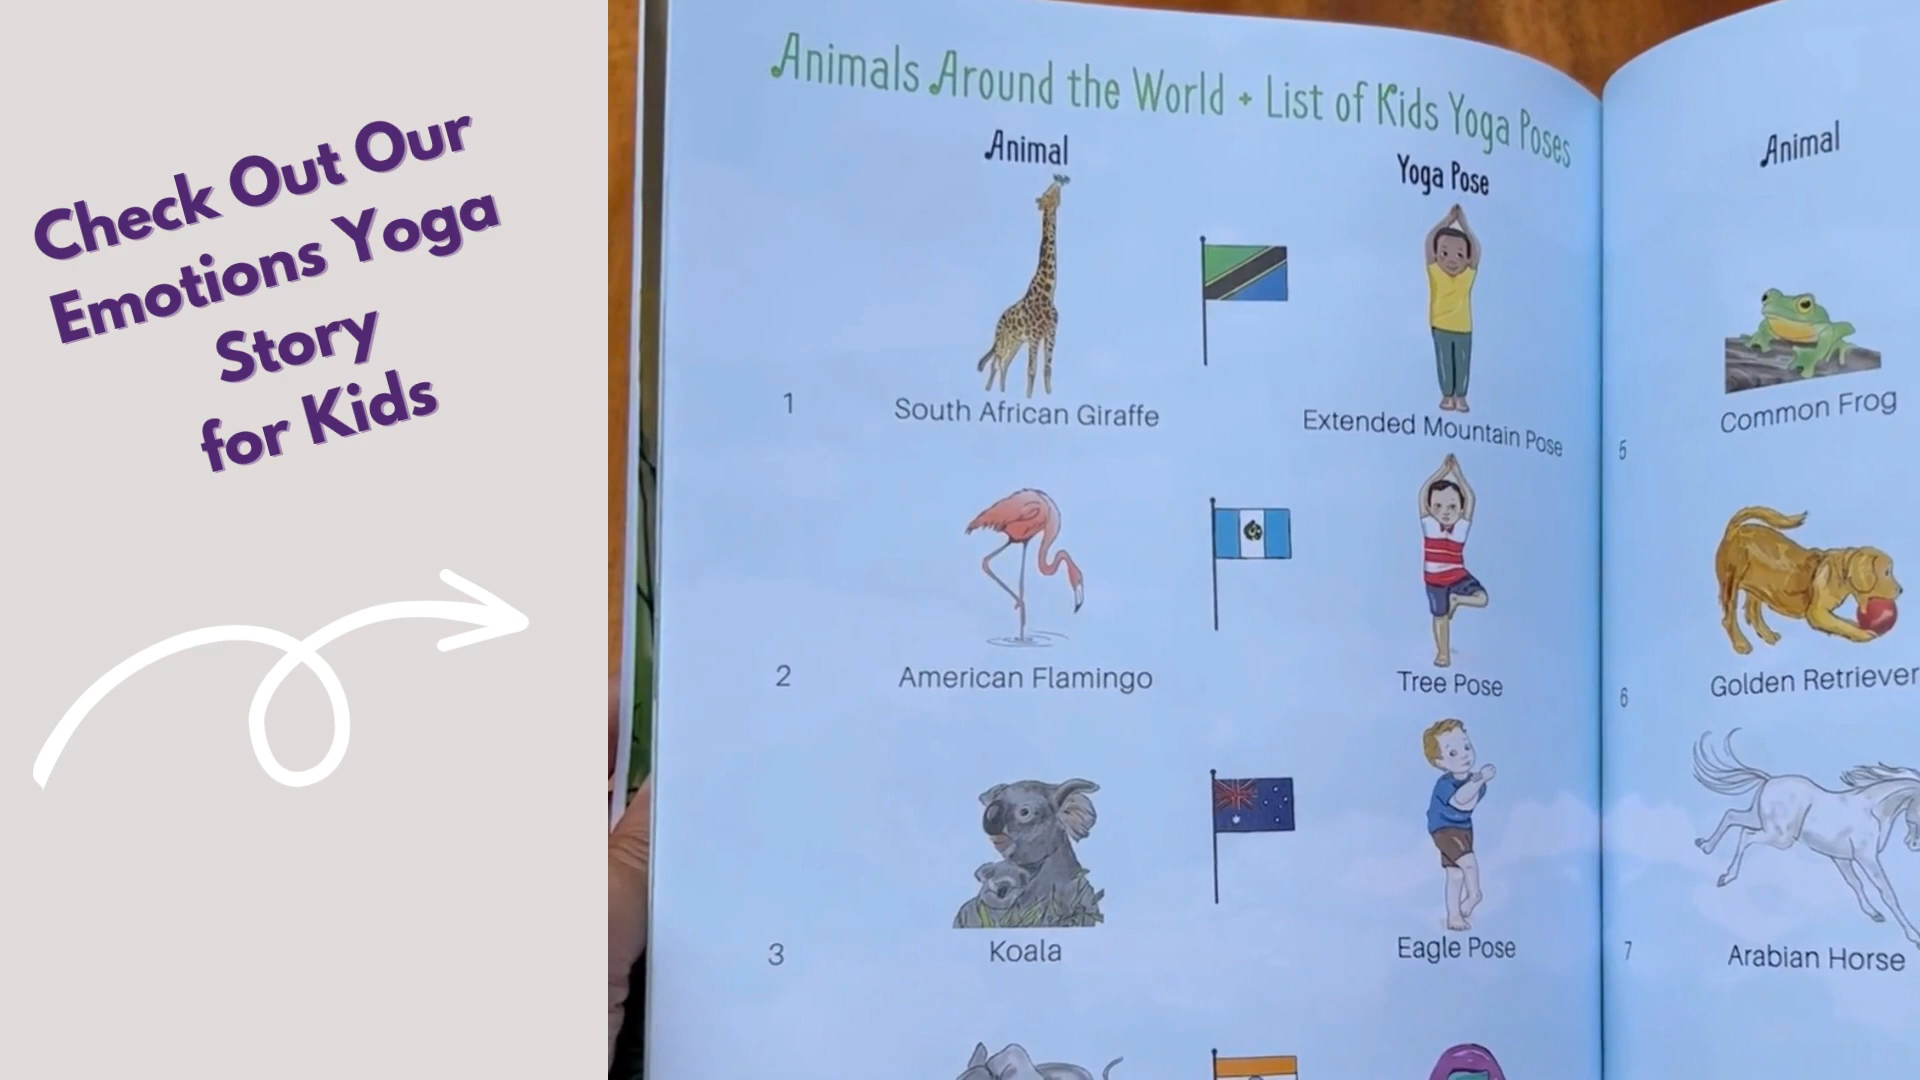 Check Out Our
Emotions Yoga
Story
for Kids
Animals Around the World + List of Kids Yoga Poses
Animal
Yoga Pose
1
South African Giraffe
Extended Mountain Pose
2
American Flamingo
Tree Pose
3
Koala
Eagle Pose
Animal
5
Common Frog
6
Golden Retriever
7
Arabian Horse